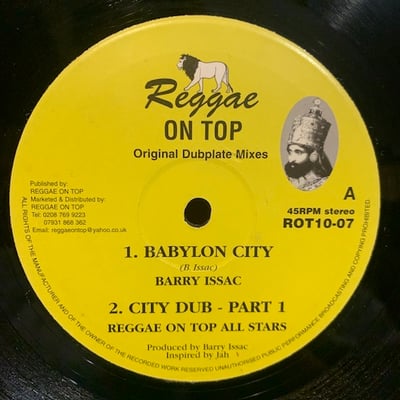 Reggae
ON TOP
Original Dubplate Mixes
Published by:
REGGAE ON TOP
Marketed & Distributed by:
REGGAE ON TOP
Tel: 0208 769 9223
07931 868 362
Email: reggaeontop@yahoo.co.uk
A
45RPM stereo
ROT10-07
1. BABYLON CITY
(B. Issac)
BARRY ISSAC
2. CITY DUB - PART 1
REGGAE ON TOP ALL STARS
Produced by Barry Issac
Inspired by Jah
ALL RIGHTS OF THE MANUFACTURER AND OF THE OWNER OF THE RECORDED WORK RESERVED UNAUTHORISED PUBLIC PERFORMANCE BROADCASTING AND COPYING PROHIBITED.